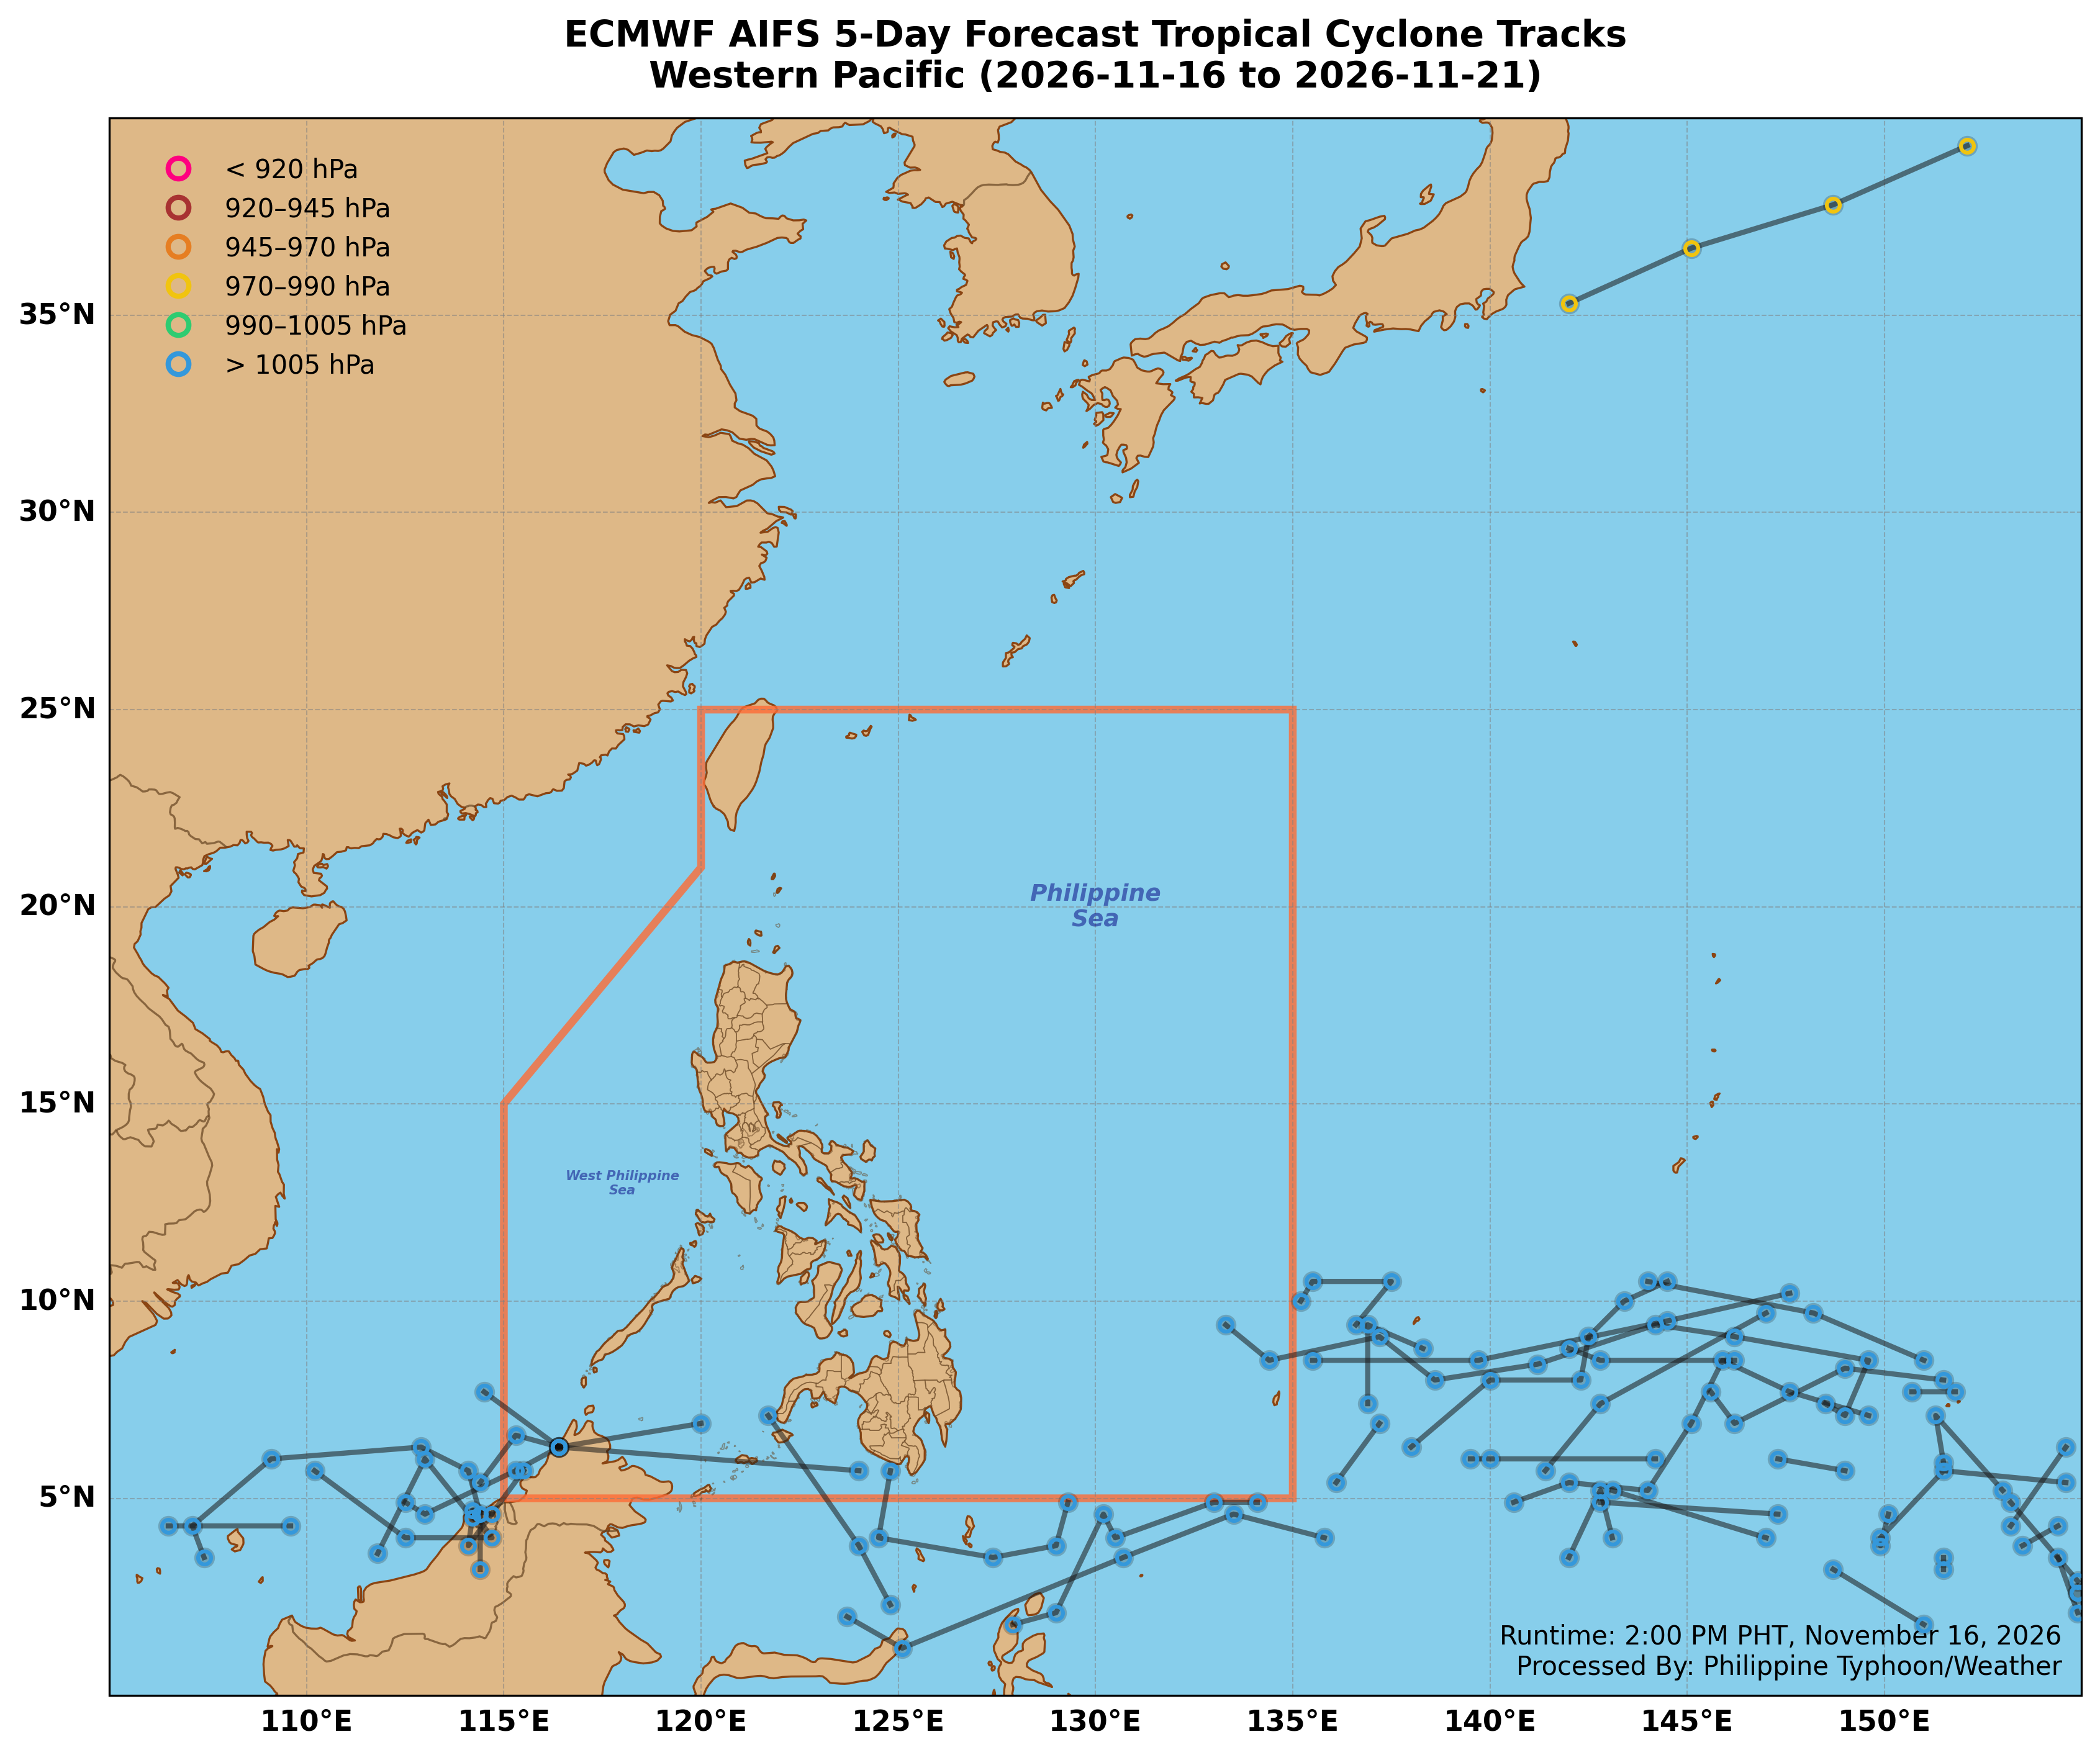 ECMWF AIFS 5-Day Forecast Tropical Cyclone Tracks
Western Pacific (2026-11-16 to 2026-11-21)
< 920 hPa
920–945 hPa
945–970 hPa
970–990 hPa
990–1005 hPa
> 1005 hPa
35°N
30°N
25°N
20°N
15°N
10°N
5°N
Philippine
Sea
West Philippine
Sea
Runtime: 2:00 PM PHT, November 16, 2026
Processed By: Philippine Typhoon/Weather
110°E
115°E
120°E
125°E
130°E
135°E
140°E
145°E
150°E